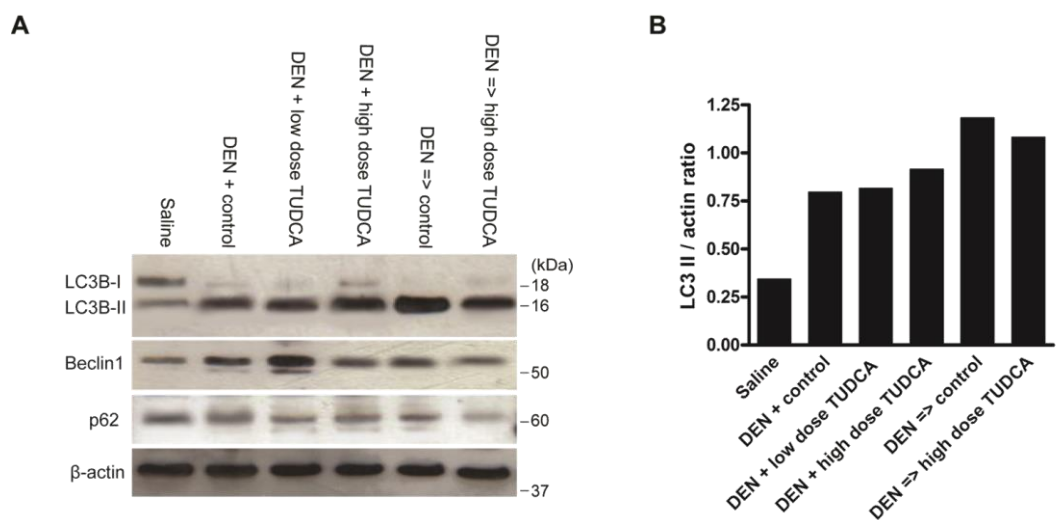 A
B
Saline
DEN + control
DEN + low dose TUDCA
DEN + high dose TUDCA
DEN => control
DEN => high dose TUDCA
(kDa)
LC3B-I
18
LC3B-II
16
Beclin1
50
p62
60
β-actin
37
LC3 II / actin ratio
1.25
1.00
0.75
0.50
0.25
0.00
Saline
DEN + control
DEN + low dose TUDCA
DEN + high dose TUDCA
DEN => control
DEN => high dose TUDCA